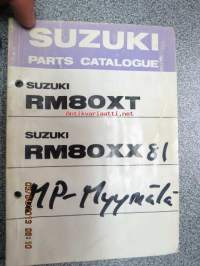 SUZUKI
PARTS CATALOGUE
SUZUKI
RM80XT
SUZUKI
RM80XX 81
MP-Myymälä